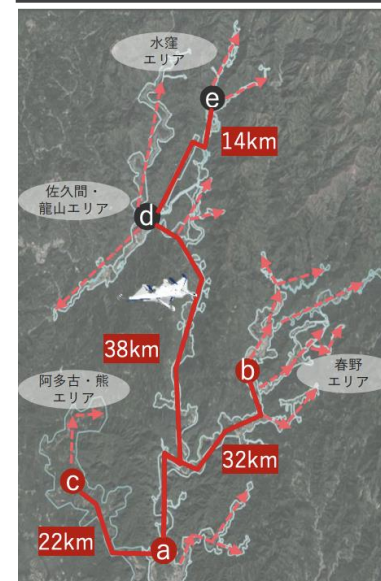 水窪
エリア
e
14km
佐久間・
龍山エリア
d
38km
b
春野
エリア
阿多古・熊
エリア
32km
c
22km
a